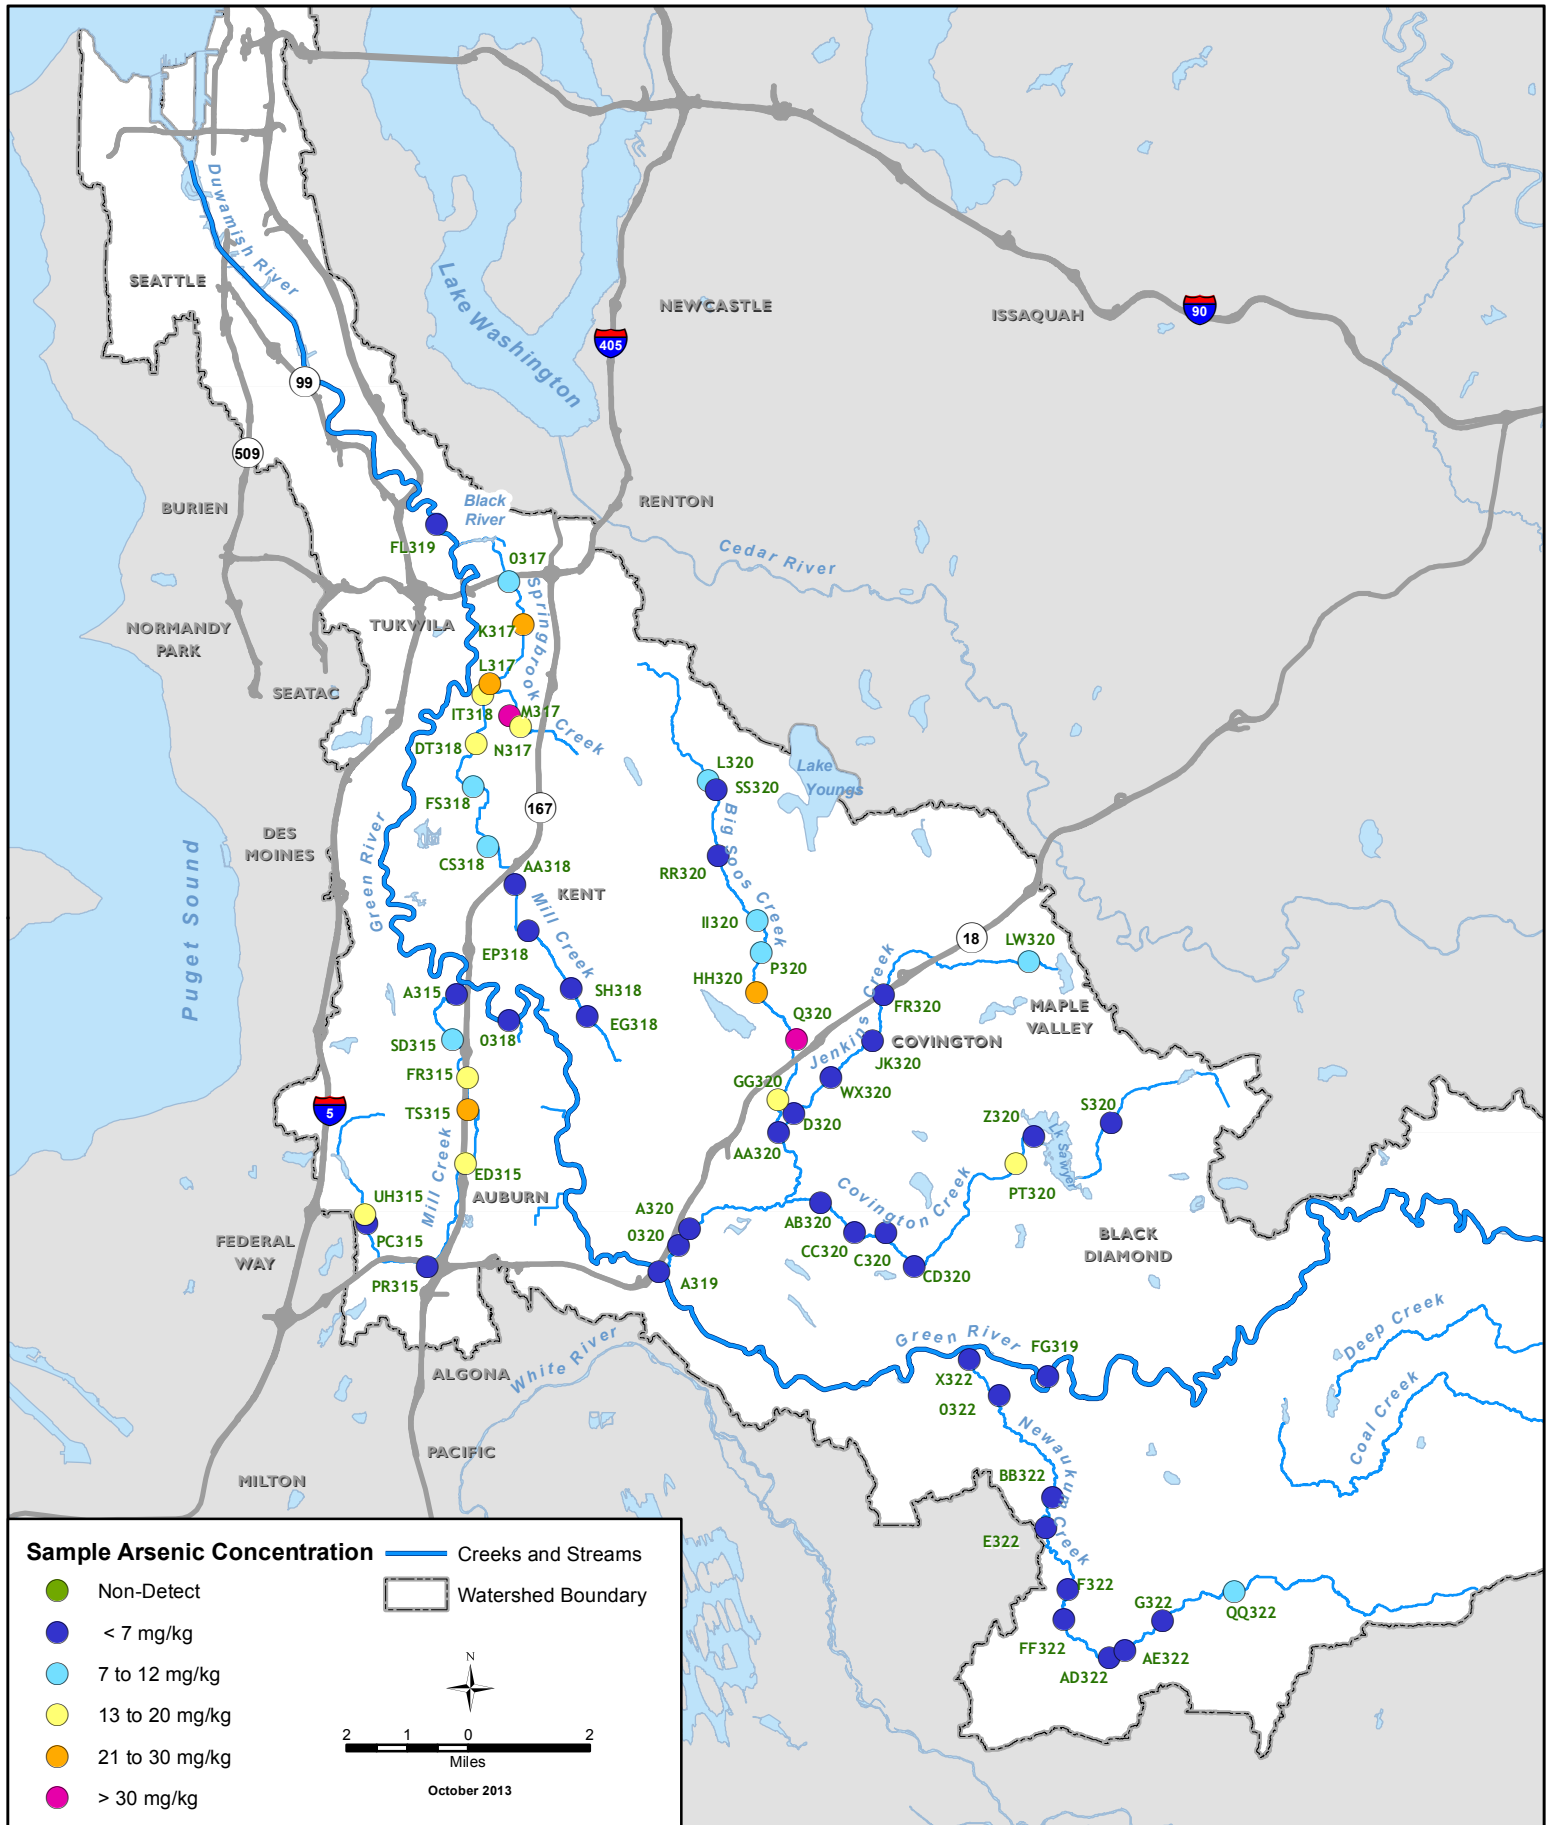 Duwamish River
SEATTLE
Lake Washington
NEWCASTLE
ISSAQUAH
90
405
99
509
BURIEN
Black
River
RENTON
FL319
Cedar River
O317
Springbrook Creek
NORMANDY
PARK
TUKWILA
K317
L317
SEATAC
IT318
M317
DT318
N317
L320
SS320
Lake
Youngs
FS318
167
Big Soos Creek
DES
MOINES
Green River
CS318
AA318
RR320
KENT
Puget Sound
Mill Creek
II320
18
LW320
EP318
P320
HH320
A315
SH318
FR320
MAPLE
VALLEY
Q320
EG318
SD315
O318
Jenkins Creek
COVINGTON
JK320
FR315
GG320
WX320
5
TS315
D320
Z320
S320
Lk Sawyer
AA320
Mill Creek
ED315
AUBURN
PT320
UH315
Covington Creek
A320
AB320
PC315
O320
FEDERAL
WAY
CC320
C320
BLACK
DIAMOND
PR315
A319
CD320
Green River
FG319
Deep Creek
White River
ALGONA
X322
O322
Coal Creek
Newaukum Creek
PACIFIC
MILTON
BB322
E322
F322
G322
QQ322
FF322
AE322
AD322
Sample Arsenic Concentration
Non-Detect
< 7 mg/kg
7 to 12 mg/kg
13 to 20 mg/kg
21 to 30 mg/kg
> 30 mg/kg
Creeks and Streams
Watershed Boundary
N
2 1 0 2
Miles
October 2013